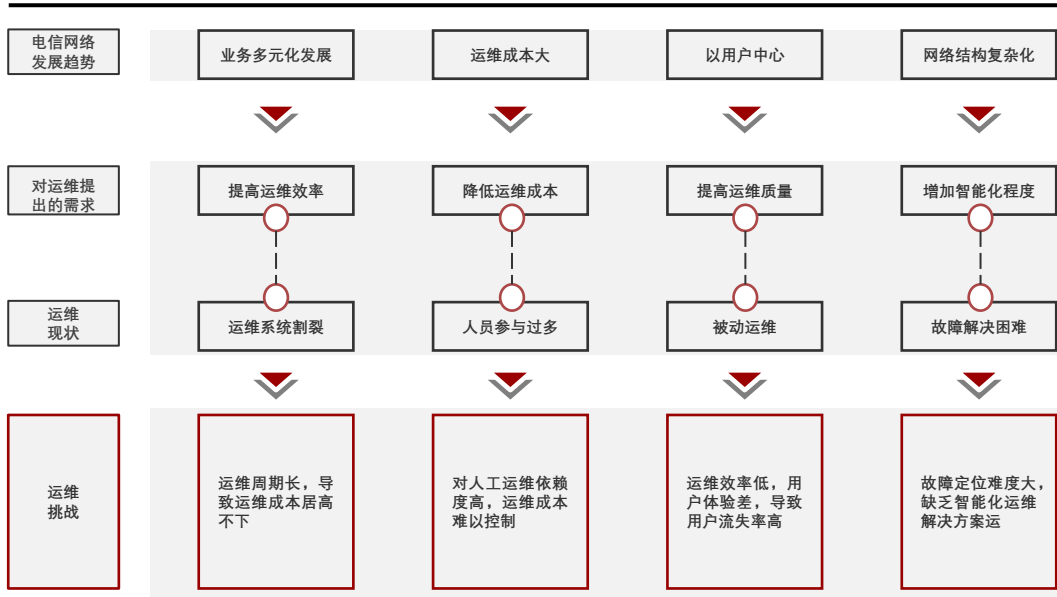 电信网络
发展趋势
业务多元化发展
运维成本大
以用户中心
网络结构复杂化
对运维提
出的需求
提高运维效率
降低运维成本
提高运维质量
增加智能化程度
运维
现状
运维系统割裂
人员参与过多
被动运维
故障解决困难
运维
挑战
运维周期长，导
致运维成本居高
不下
对人工运维依赖
度高，运维成本
难以控制
运维效率低，用
户体验差，导致
用户流失率高
故障定位难度大，
缺乏智能化运维
解决方案运